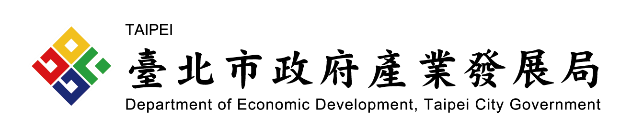 TAIPEI
臺北市政府產業發展局
Department of Economic Development, Taipei City Government